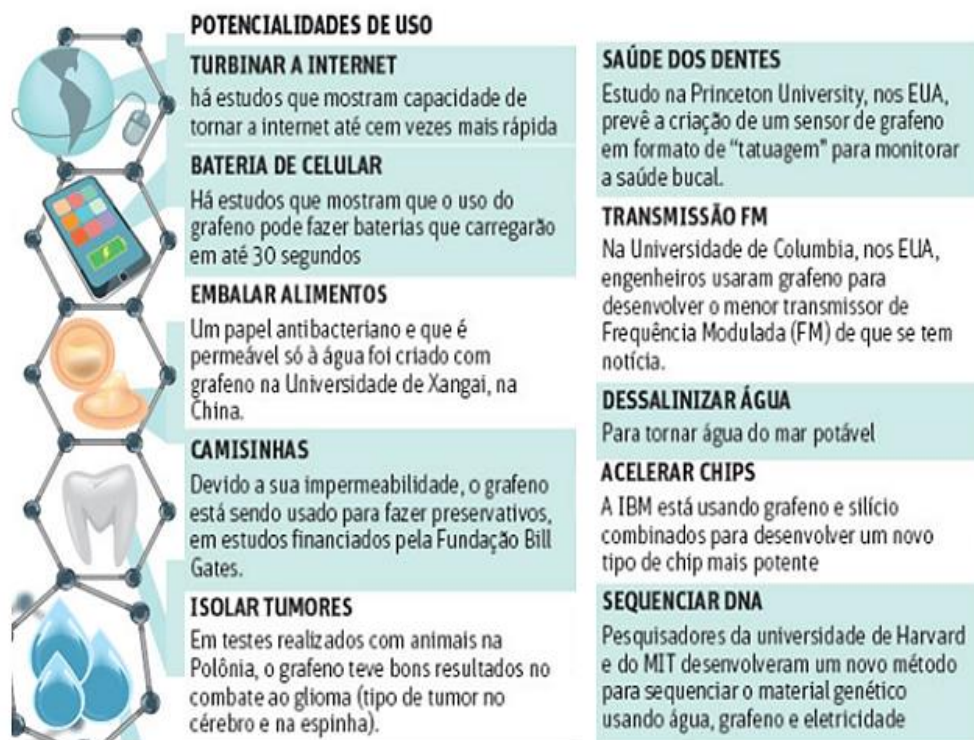 POTENCIALIDADES DE USO
TURBINAR A INTERNET
há estudos que mostram capacidade de
tornar a internet até cem vezes mais rápida
BATERIA DE CELULAR
Há estudos que mostram que o uso do
grafeno pode fazer baterias que carregarão
em até 30 segundos
EMBALAR ALIMENTOS
Um papel antibacteriano e que é
permeável só à água foi criado com
grafeno na Universidade de Xangai, na
China.
CAMISINHAS
Devido a sua impermeabilidade, o grafeno
está sendo usado para fazer preservativos,
em estudos financiados pela Fundação Bill
Gates.
ISOLAR TUMORES
Em testes realizados com animais na
Polônia, o grafeno teve bons resultados no
combate ao glioma (tipo de tumor no
cérebro e na espinha).
SAÚDE DOS DENTES
Estudo na Princeton University, nos EUA,
prevê a criação de um sensor de grafeno
em formato de “tatuagem" para monitorar
a saúde bucal.
TRANSMISSÃO FM
Na Universidade de Columbia, nos EUA,
engenheiros usaram grafeno para
desenvolver o menor transmissor de
Frequência Modulada (FM) de que se tem
notícia.
DESSALINIZAR ÁGUA
Para tornar água do mar potável
ACELERAR CHIPS
A IBM está usando grafeno e silício
combinados para desenvolver um novo
tipo de chip mais potente
SEQUENCIAR DNA
Pesquisadores da universidade de Harvard
e do MIT desenvolveram um novo método
para sequenciar o material genético
usando água, grafeno e eletricidade